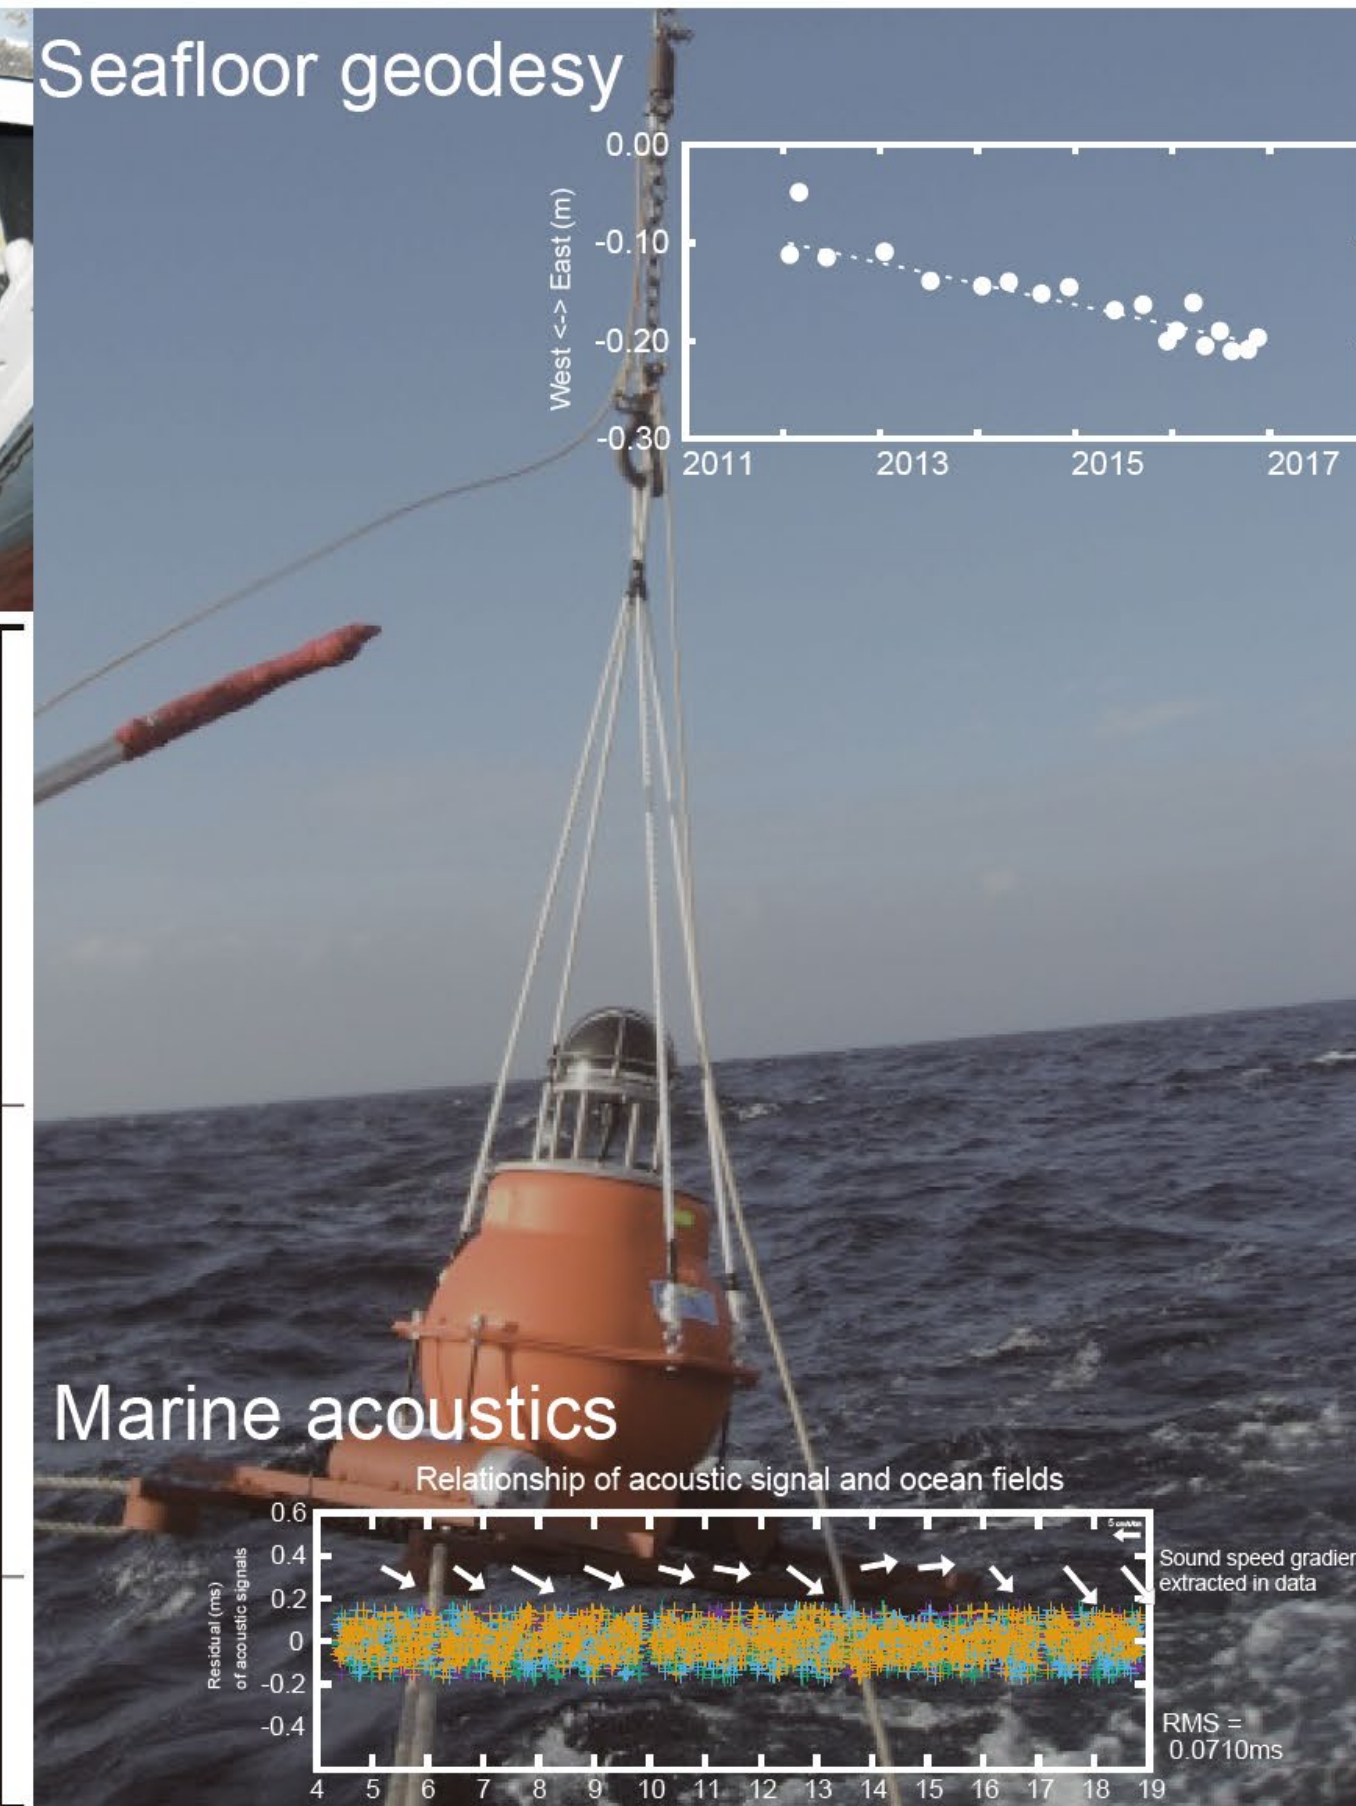 Seafloor geodesy
0.00
-0.10
-0.20
-0.30
West <-> East (m)
2011 2013 2015 2017
Marine acoustics
Relationship of acoustic signal and ocean fields
0.6
0.4
0.2
0
-0.2
-0.4
Residual (ms)
of acoustic signals
Sound speed gradien
extracted in data
RMS =
0.0710ms
4 5 6 7 8 9 10 11 12 13 14 15 16 17 18 19